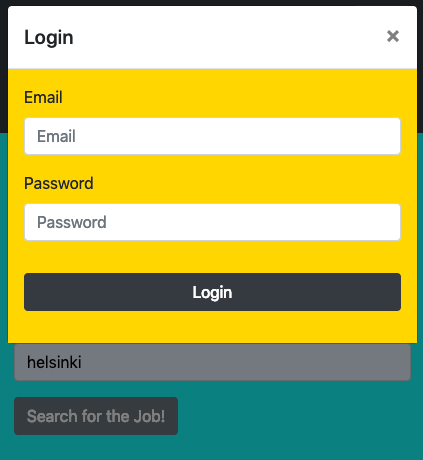 Login ×
Email
Email
Password
Password
Login
helsinki
Search for the Job!